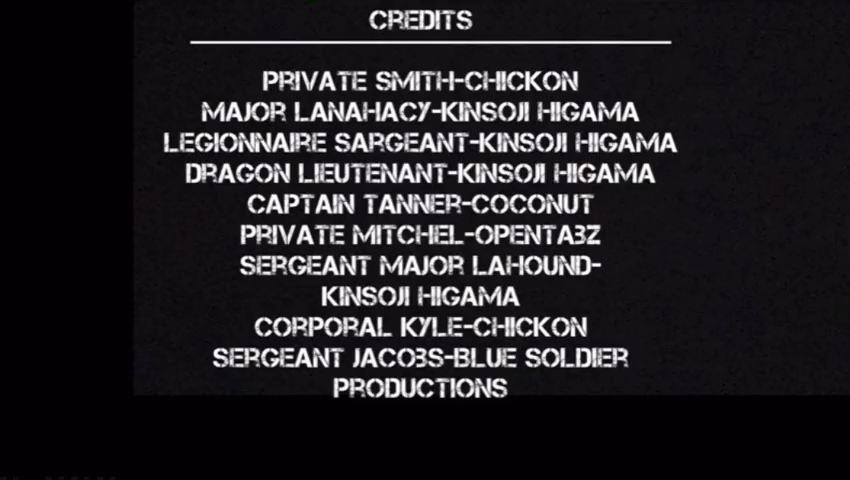 CREDITS
PRIVATE SMITH-CHICKON
MAJOR LANAHACY-KINSOJI HIGAMA
LEGIONNAIRE SARGEANT-KINSOJI HIGAMA
DRAGON LIEUTENANT-KINSOJI HIGAMA
CAPTAIN TANNER-COCONUT
PRIVATE MITCHEL-OPENTABZ
SERGEANT MAJOR LAHOUND-
KINSOJI HIGAMA
CORPORAL KYLE-CHICKON
SERGEANT JACOBS-BLUE SOLDIER
PRODUCTIONS